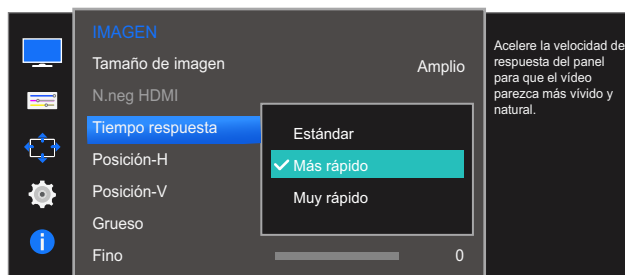 IMAGEN
Tamaño de imagen
Amplio
N.neg HDMI
Tiempo respuesta
Posición-H
Posición-V
Grueso
Fino
0
Estándar
Más rápido
Muy rápido
Acelere la velocidad de
respuesta del panel
para que el vídeo
parezca más vívido y
natural.